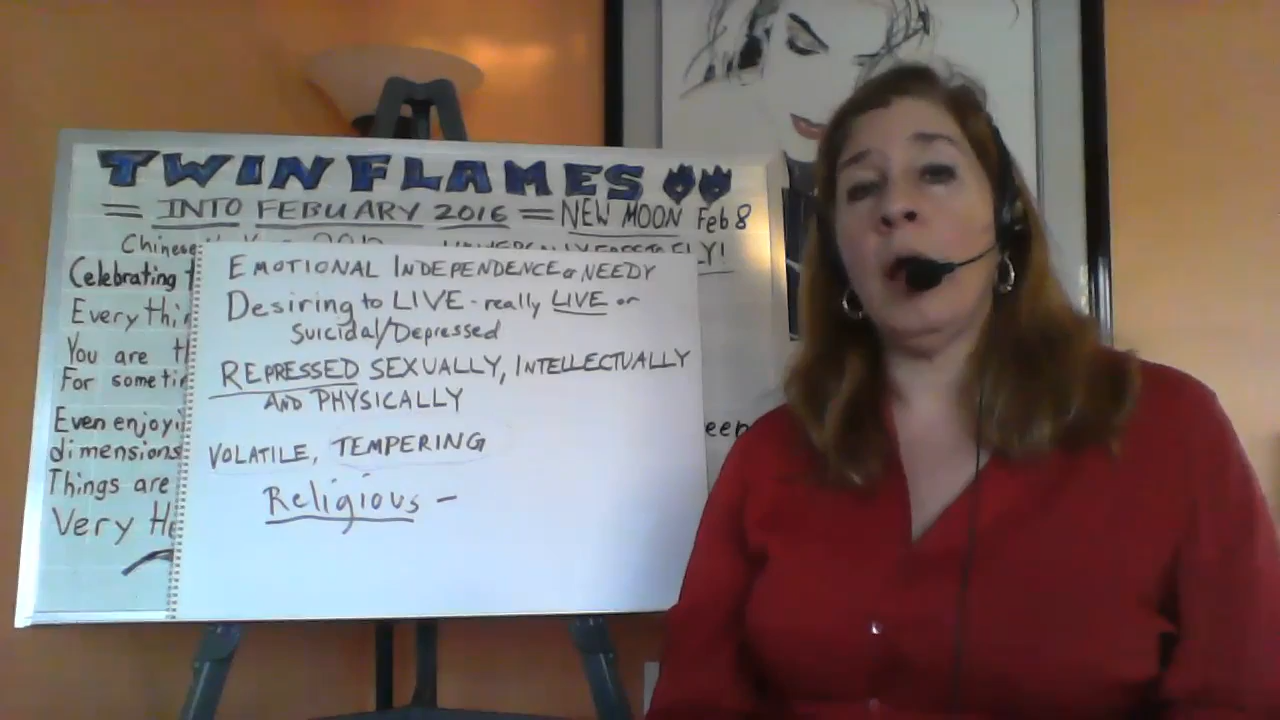 TWIN FLAMES
= INTO FEBUARY 2016 = NEW MOON Feb 8
Chinese
Celebrating
Every
You are
For
Even
dimensions
Things are
Very
EMOTIONAL INDEPENDENCE or NEEDY
Desiring to LIVE - really LIVE or
Suicidal/Depressed
REPRESSED SEXUALLY, INTELLECTUALLY
AND PHYSICALLY
VOLATILE, TEMPERING
Religious -